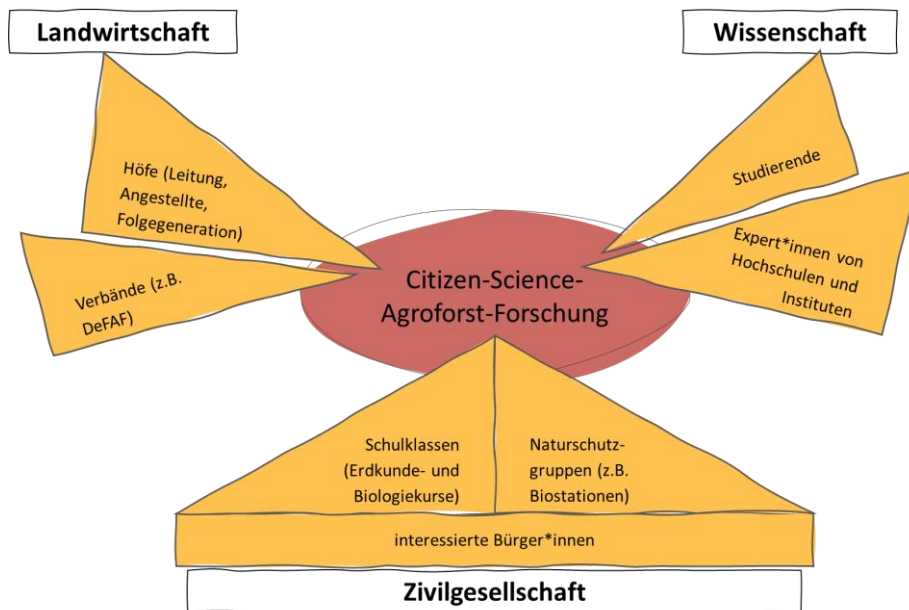 Landwirtschaft
Wissenschaft
Höfe (Leitung,
Angestellte,
Folgegeneration)
Verbände (z.B.
DeFAF)
Studierende
Expert*innen von
Hochschulen und
Instituten
Citizen-Science-
Agroforst-Forschung
Schulklassen
(Erdkunde- und
Biologiekurse)
Naturschutz-
gruppen (z.B.
Biostationen)
interessierte Bürger*innen
Zivilgesellschaft